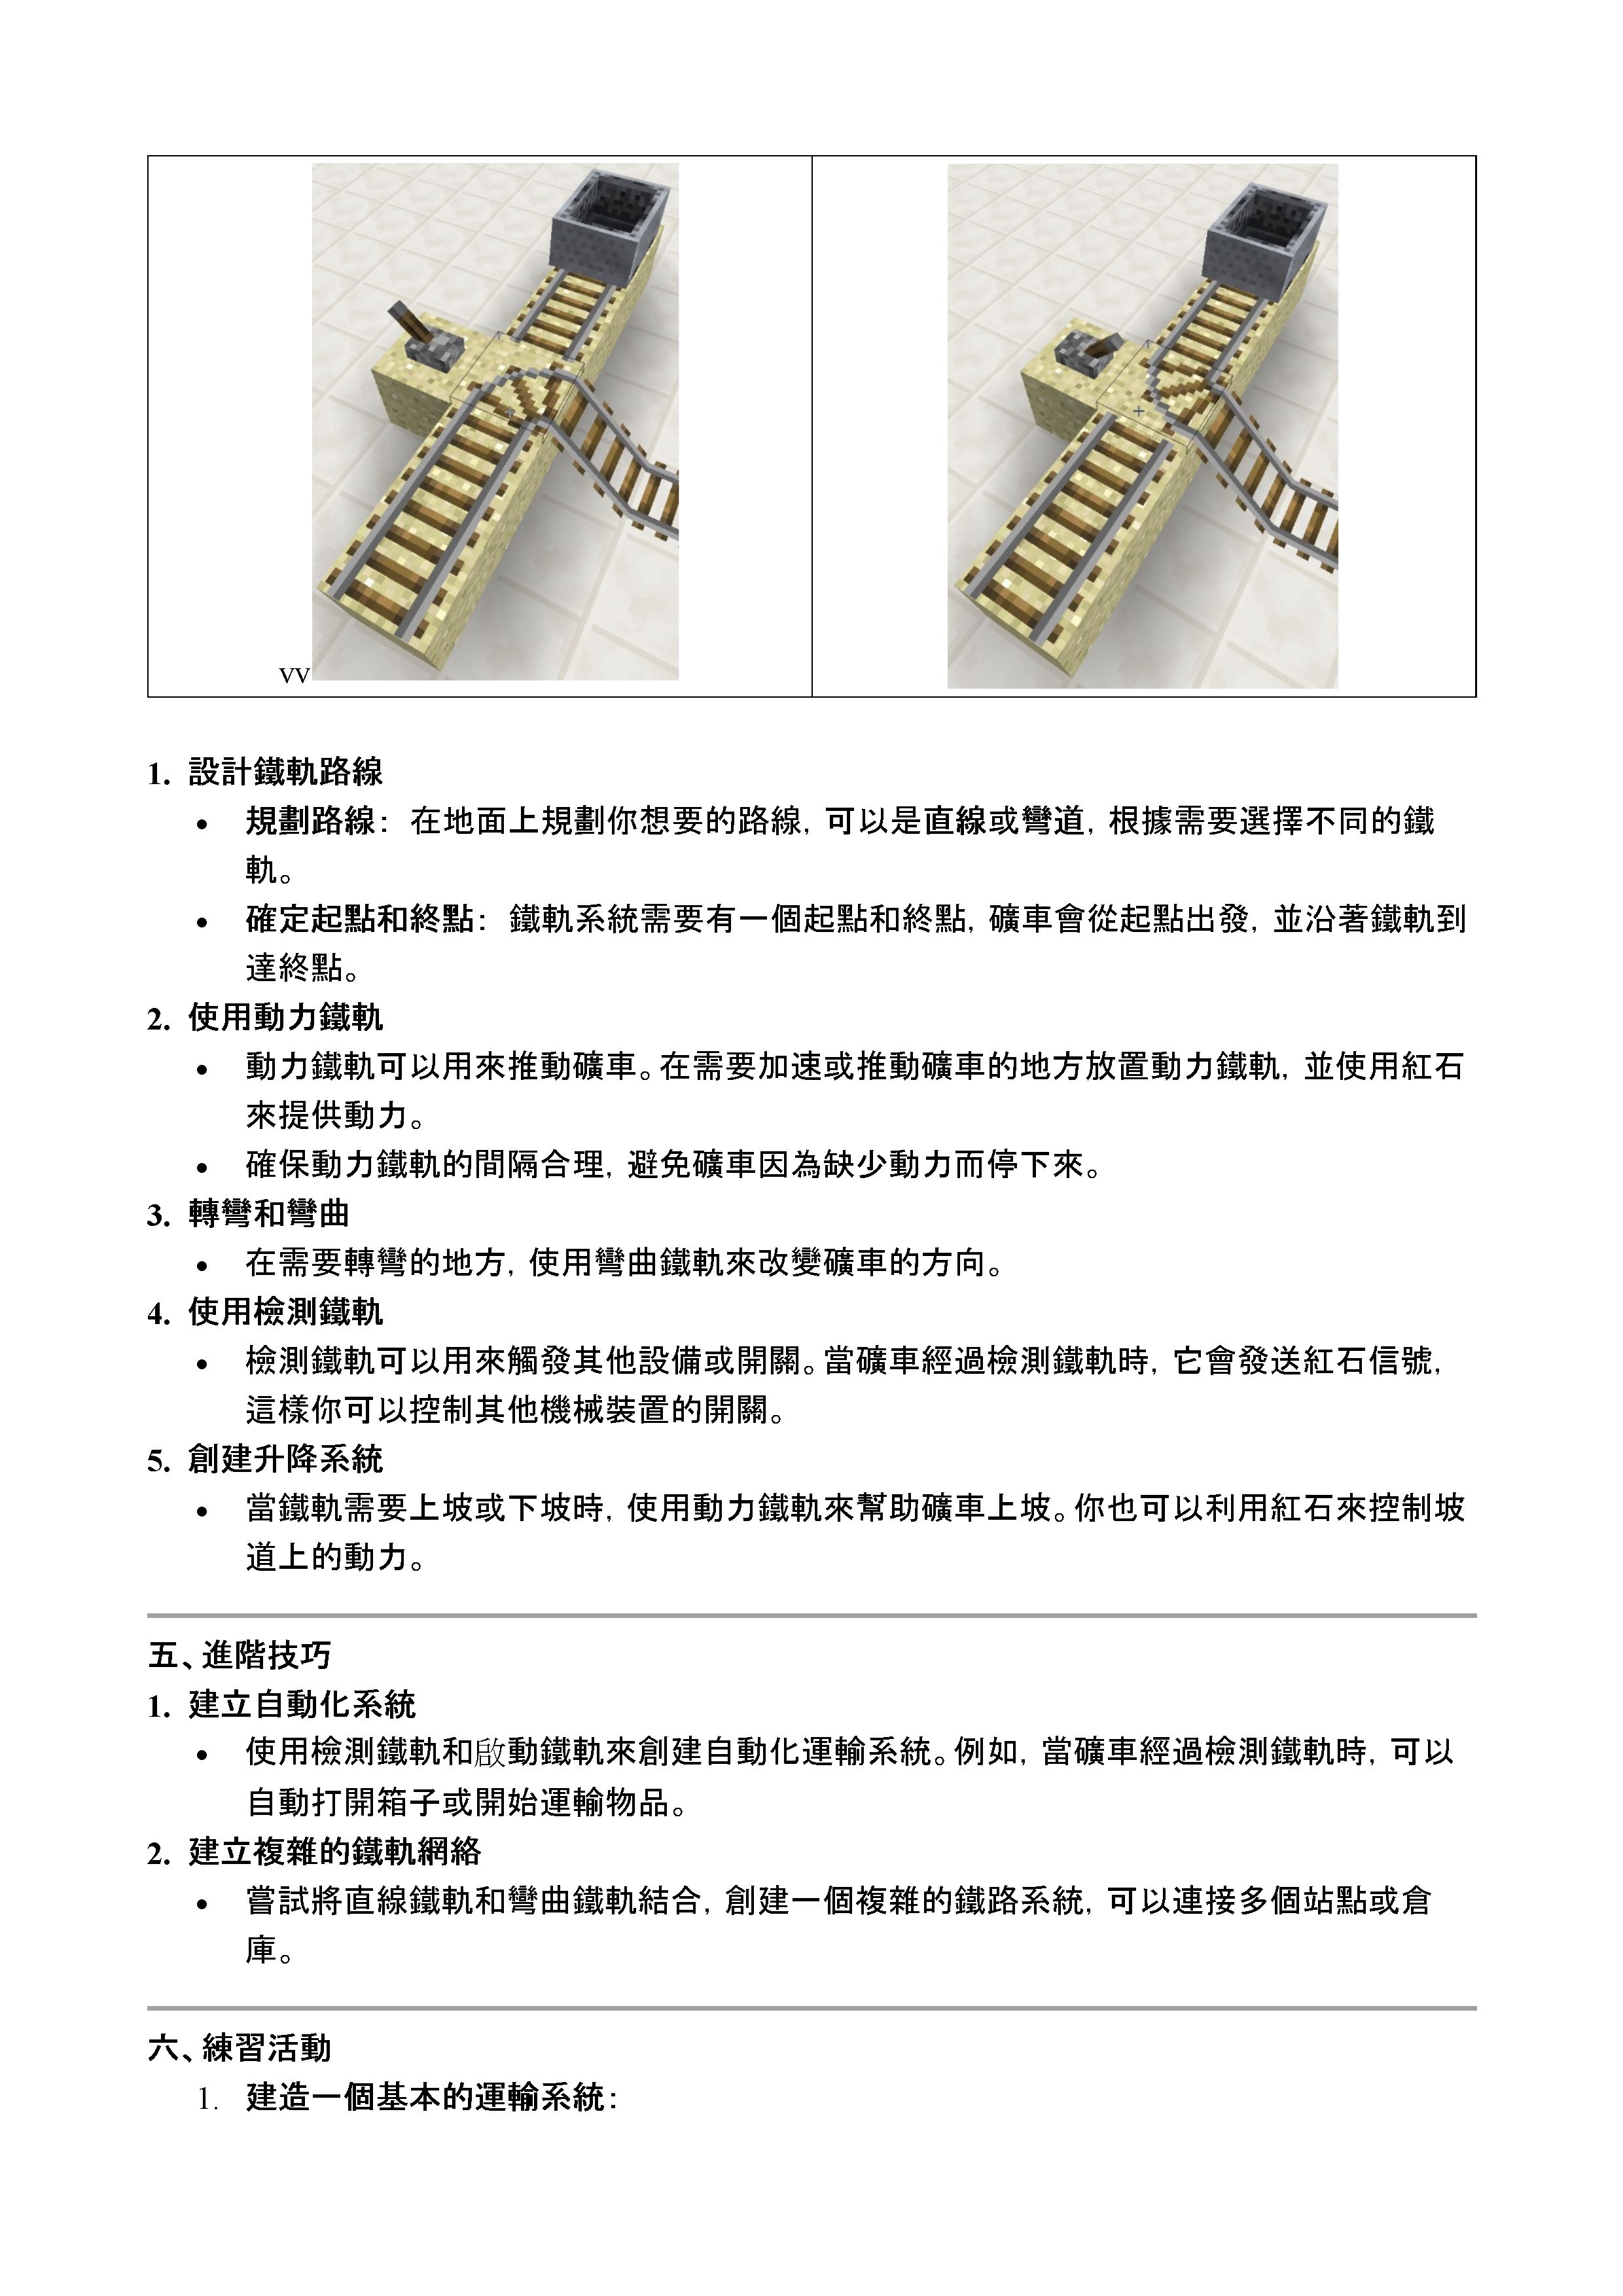 vv
1. 設計鐵軌路線
● 規劃路線：在地面上規劃你想要的路線，可以是直線或彎道，根據需要選擇不同的鐵
軌。
● 確定起點和終點：鐵軌系統需要有一個起點和終點，礦車會從起點出發，並沿著鐵軌到
達終點。
2. 使用動力鐵軌
● 動力鐵軌可以用來推動礦車。在需要加速或推動礦車的地方放置動力鐵軌，並使用紅石
來提供動力。
● 確保動力鐵軌的間隔合理，避免礦車因為缺少動力而停下來。
3. 轉彎和彎曲
● 在需要轉彎的地方，使用彎曲鐵軌來改變礦車的方向。
4. 使用檢測鐵軌
● 檢測鐵軌可以用來觸發其他設備或開關。當礦車經過檢測鐵軌時，它會發送紅石信號，
這樣你可以控制其他機械裝置的開關。
5. 創建升降系統
● 當鐵軌需要上坡或下坡時，使用動力鐵軌來幫助礦車上坡。你也可以利用紅石來控制坡
道上的動力。
五、進階技巧
1. 建立自動化系統
● 使用檢測鐵軌和啟動鐵軌來創建自動化運輸系統。例如，當礦車經過檢測鐵軌時，可以
自動打開箱子或開始運輸物品。
2. 建立複雜的鐵軌網絡
● 嘗試將直線鐵軌和彎曲鐵軌結合，創建一個複雜的鐵路系統，可以連接多個站點或倉
庫。
六、練習活動
1. 建造一個基本的運輸系統：